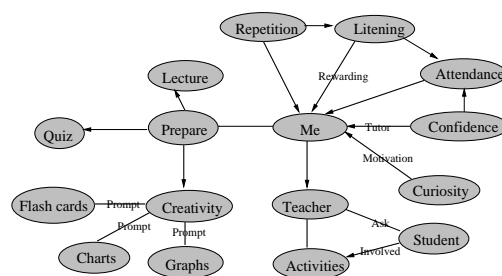 Repetition
Litening
Lecture
Rewarding
Attendance
Quiz
Prepare
Me
Tutor
Confidence
Motivation
Curiosity
Flash cards
Prompt
Creativity
Teacher
Prompt
Ask
Prompt
Student
Charts
Involved
Graphs
Activities